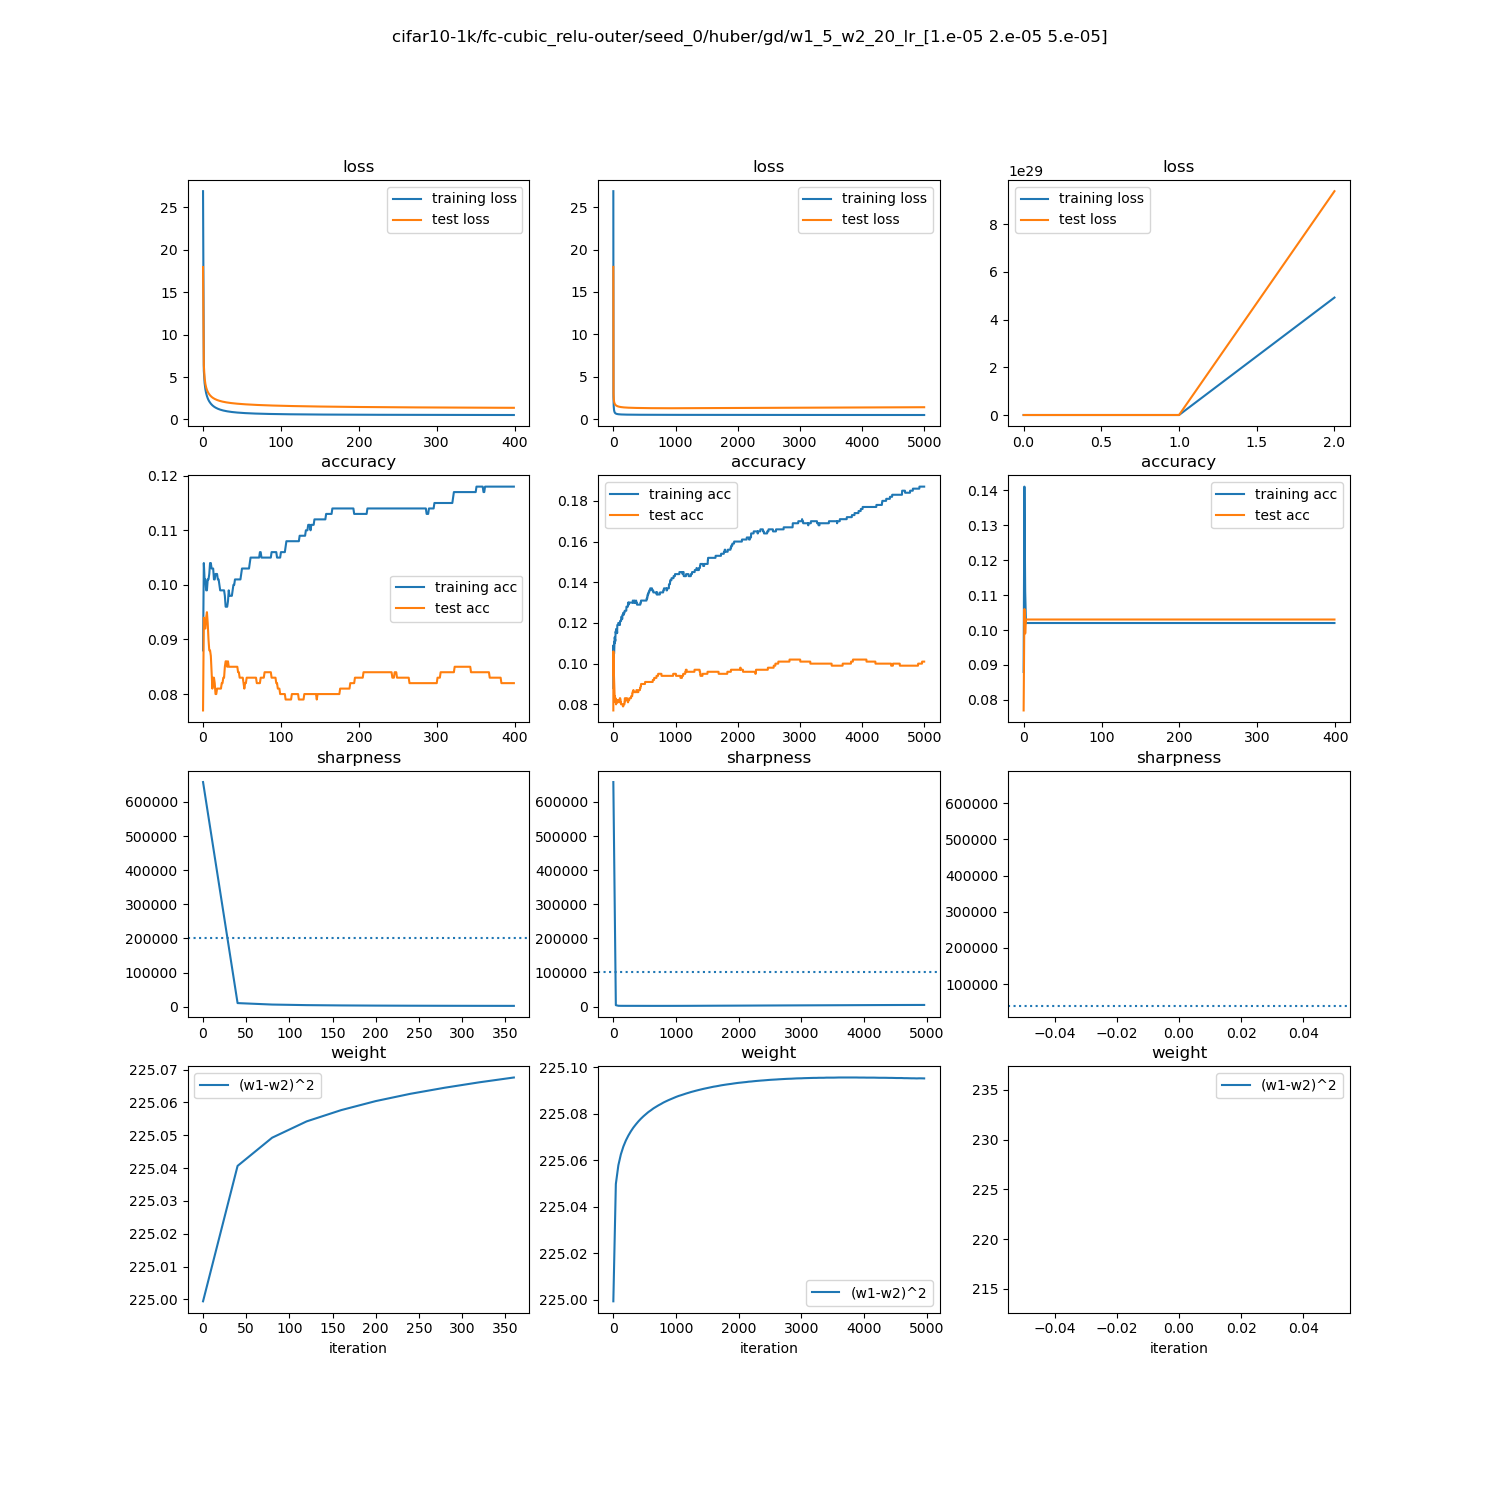 cifar10-1k/fc-cubic_relu-outer/seed_0/huber/gd/w1_5_w2_20_lr_[1.e-05 2.e-05 5.e-05]
loss
25
20
15
10
5
0
training loss
test loss
0 100 200 300 400
loss
25
20
15
10
5
0
training loss
test loss
0 1000 2000 3000 4000 5000
loss
1e29
8
6
4
2
0
training loss
test loss
0.0 0.5 1.0 1.5 2.0
accuracy
0.12
0.11
0.10
0.09
0.08
training acc
test acc
0 100 200 300 400
accuracy
0.18
0.16
0.14
0.12
0.10
0.08
training acc
test acc
0 1000 2000 3000 4000 5000
accuracy
0.14
0.13
0.12
0.11
0.10
0.09
0.08
training acc
test acc
0 100 200 300 400
sharpness
600000
500000
400000
300000
200000
100000
0
0 50 100 150 200 250 300 350
sharpness
600000
500000
400000
300000
200000
100000
0
0 1000 2000 3000 4000 5000
sharpness
600000
500000
400000
300000
200000
100000
−0.04 −0.02 0.00 0.02 0.04
weight
225.07
225.06
225.05
225.04
225.03
225.02
225.01
225.00
(w1-w2)^2
0 50 100 150 200 250 300 350
iteration
weight
225.10
225.08
225.06
225.04
225.02
225.00
(w1-w2)^2
0 1000 2000 3000 4000 5000
iteration
weight
235
230
225
220
215
(w1-w2)^2
−0.04 −0.02 0.00 0.02 0.04
iteration